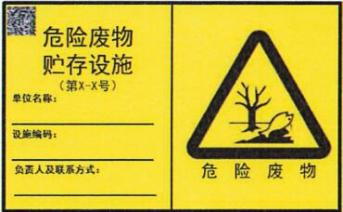 危险废物
贮存设施
（第X-X号）
单位名称：
设施编码：
负责人及联系方式：
危 险 废 物